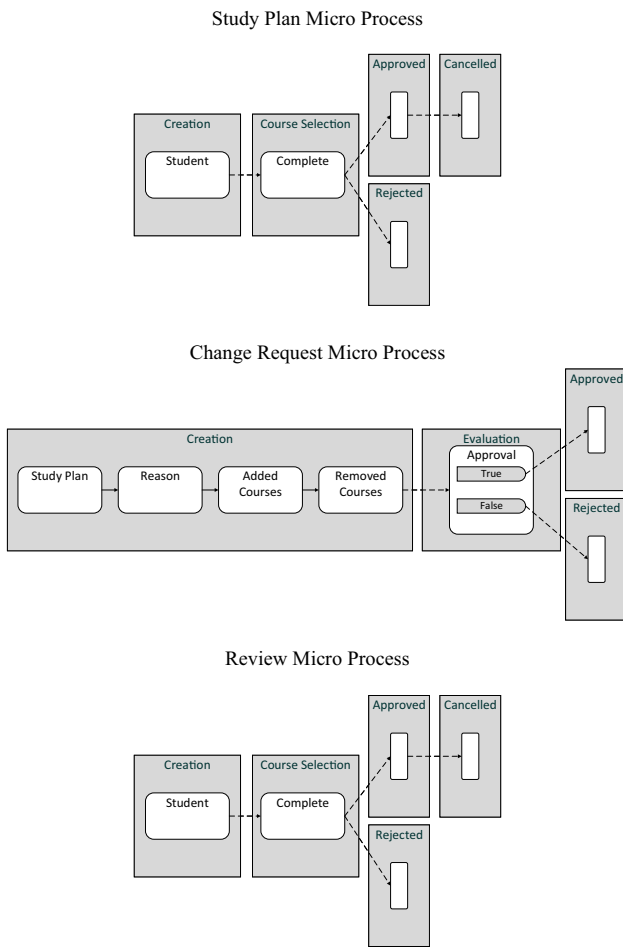 Study Plan Micro Process
Approved
Cancelled
Creation
Course Selection
Student
Complete
Rejected
Change Request Micro Process
Approved
Creation
Evaluation
Study Plan
Reason
Added
Courses
Removed
Courses
Approval
True
False
Rejected
Review Micro Process
Approved
Cancelled
Creation
Course Selection
Student
Complete
Rejected